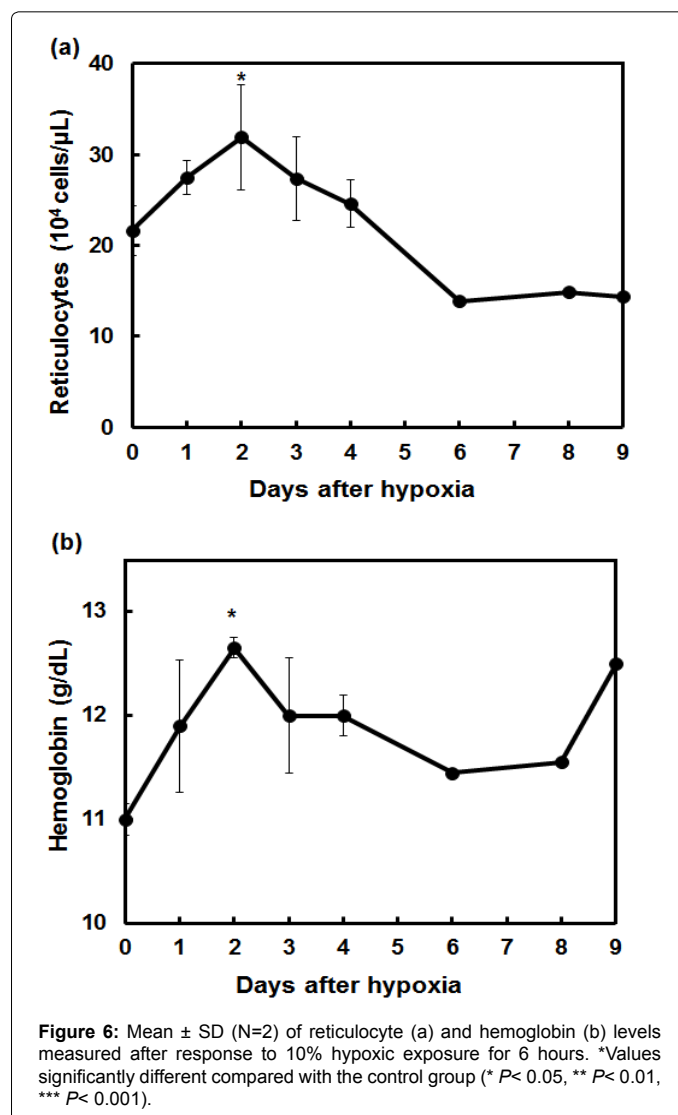 (a)
40
30
20
10
0
Reticulocytes (10⁴ cells/µL)
*
0 1 2 3 4 5 6 7 8 9
Days after hypoxia
(b)
13
12
11
10
Hemoglobin (g/dL)
*
0 1 2 3 4 5 6 7 8 9
Days after hypoxia
Figure 6: Mean ± SD (N=2) of reticulocyte (a) and hemoglobin (b) levels
measured after response to 10% hypoxic exposure for 6 hours. *Values
significantly different compared with the control group (* P< 0.05, ** P< 0.01,
*** P< 0.001).